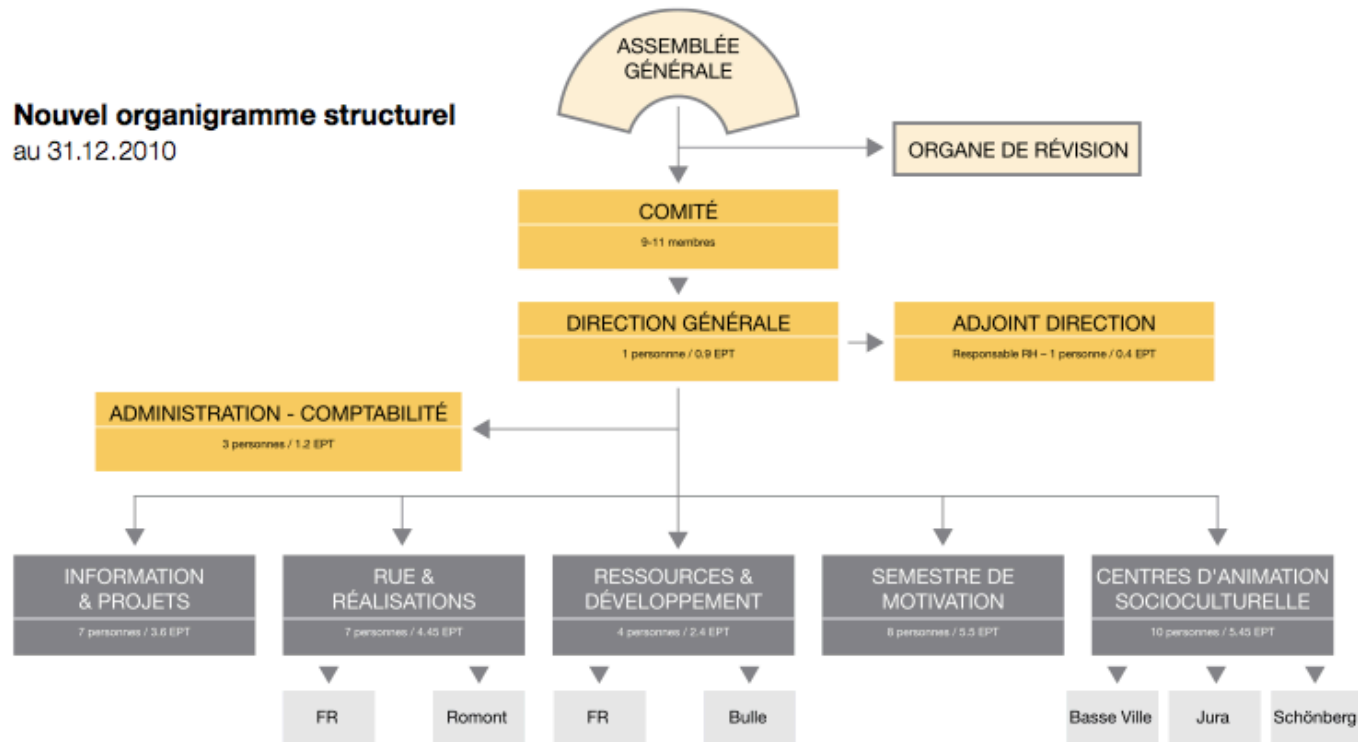 Nouvel organigramme structurel
au 31.12.2010
ASSEMBLÉE
GÉNÉRALE
ORGANE DE RÉVISION
COMITÉ
9-11 membres
DIRECTION GÉNÉRALE
1 personnne / 0.9 EPT
ADJOINT DIRECTION
Responsable RH – 1 personne / 0.4 EPT
ADMINISTRATION - COMPTABILITÉ
3 personnes / 1.2 EPT
INFORMATION
& PROJETS
7 personnes / 3.6 EPT
RUE &
RÉALISATIONS
7 personnes / 4.45 EPT
RESSOURCES &
DÉVELOPPEMENT
4 personnes / 2.4 EPT
SEMESTRE DE
MOTIVATION
8 personnes / 5.5 EPT
CENTRES D'ANIMATION
SOCIOCULTURELLE
10 personnes / 5.45 EPT
FR
Romont
FR
Bulle
Basse Ville
Jura
Schönberg